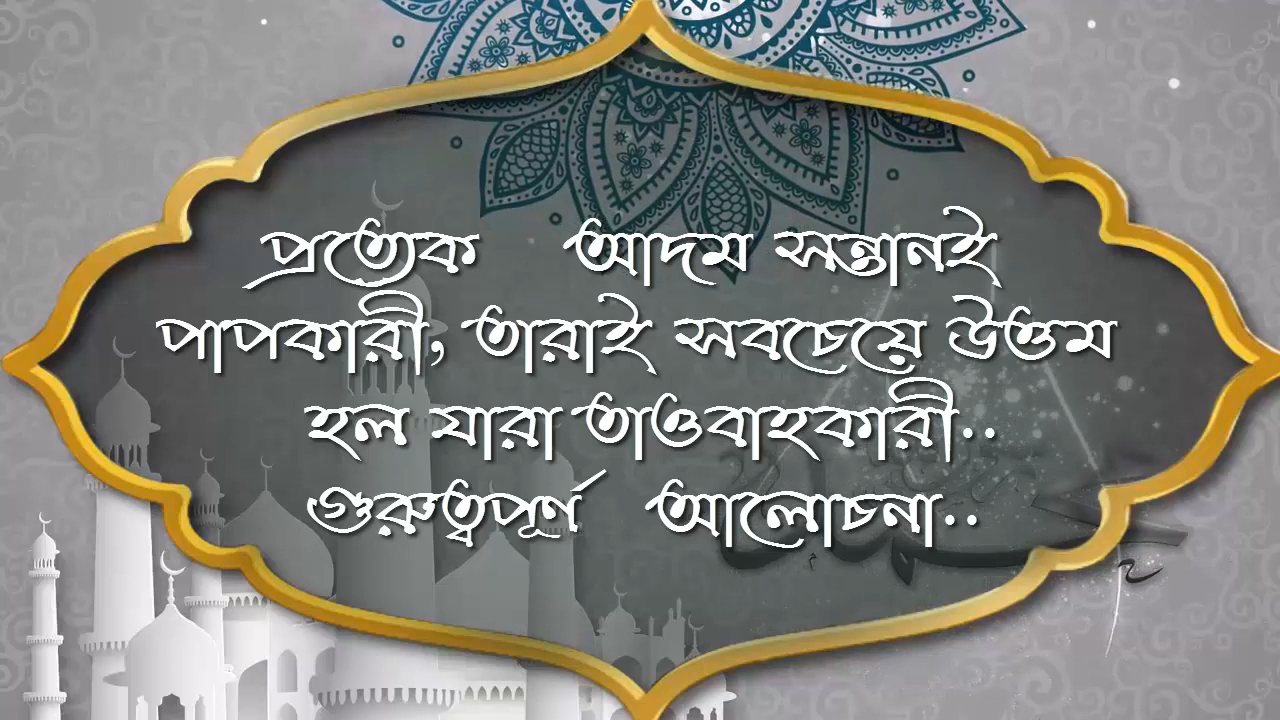 প্রত্যেক আদম সন্তানই
পাপকারী, তারাই সবচেয়ে উত্তম
হল যারা তাওবাহকারী..
গুরুত্বপূর্ণ আলোচনা..